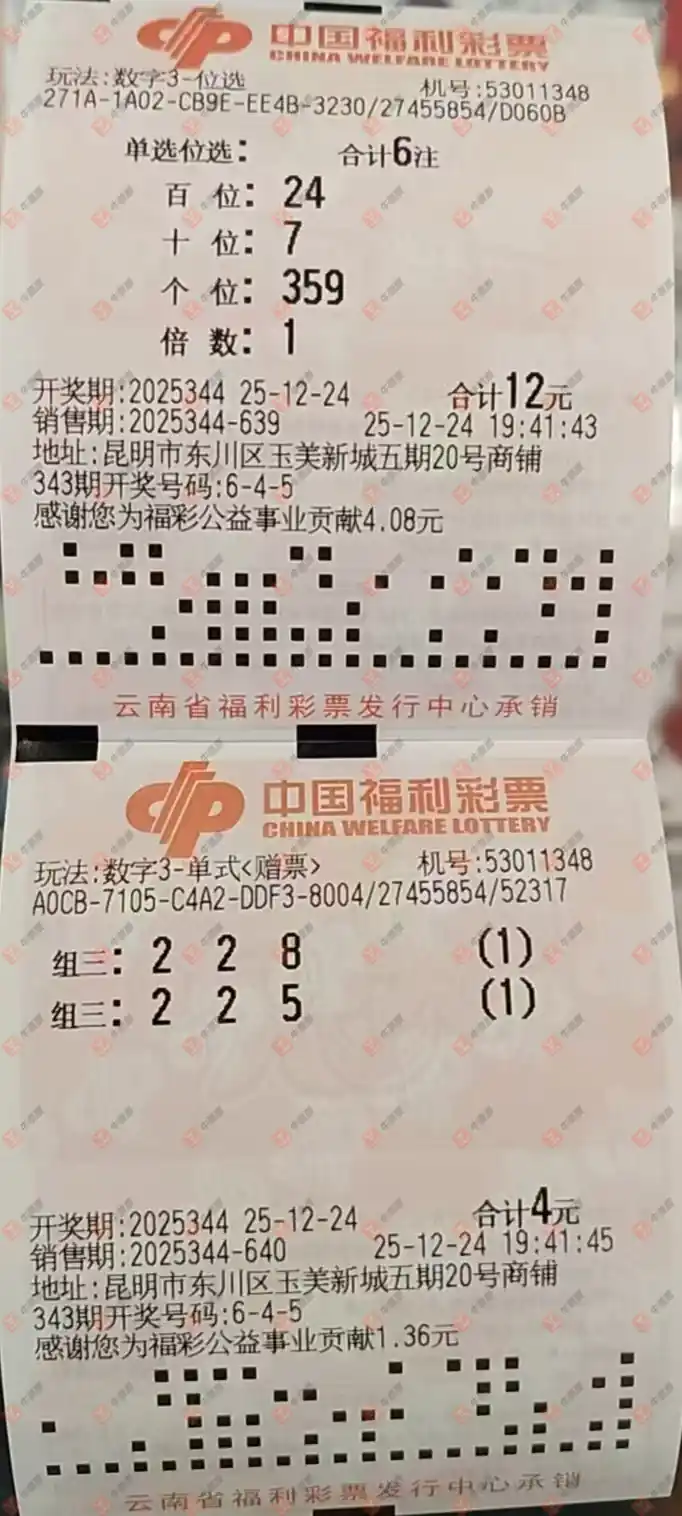 中国福利彩票
CHINA WELFARE LOTTERY
玩法:数字3-位选 机号:53011348
271A-1A02-CB9E-EE4B-3230/27455854/D060B
单选位选: 合计6注
百位: 24
十位: 7
个位: 359
倍数: 1
开奖期:2025344 25-12-24 合计12元
销售期:2025344-639 25-12-24 19:41:43
地址:昆明市东川区玉美新城五期20号商铺
343期开奖号码:6-4-5
感谢您为福彩公益事业贡献4.08元
云南省福利彩票发行中心承销
中国福利彩票
CHINA WELFARE LOTTERY
玩法:数字3-单式<赠票> 机号:53011348
A0CB-7105-C4A2-DDF3-8004/27455854/52317
组三: 2 2 8 (1)
组三: 2 2 5 (1)
开奖期:2025344 25-12-24 合计4元
销售期:2025344-640 25-12-24 19:41:45
地址:昆明市东川区玉美新城五期20号商铺
343期开奖号码:6-4-5
感谢您为福彩公益事业贡献1.36元
云南省福利彩票发行中心承销